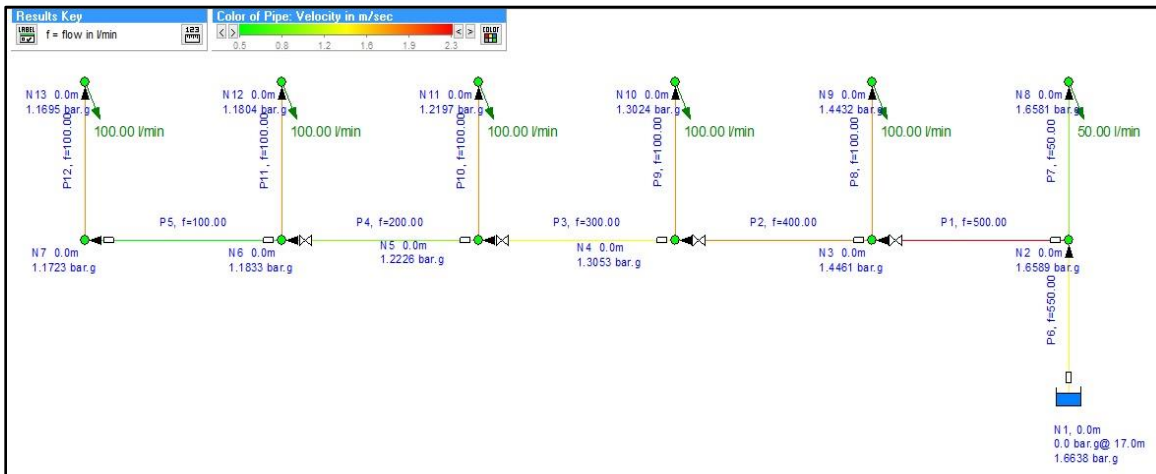 Results Key
Color of Pipe: Velocity in m/sec
LABEL
f = flow in l/min
123
< >
< >
COLOR
0.5 0.8 1.2 1.6 1.9 2.3
N13 0.0m
1.1695 bar.g
N12 0.0m
1.1804 bar.g
N11 0.0m
1.2197 bar.g
N10 0.0m
1.3024 bar.g
N9 0.0m
1.4432 bar.g
N8 0.0m
1.6581 bar.g
100.00 l/min
100.00 l/min
100.00 l/min
100.00 l/min
100.00 l/min
50.00 l/min
P12, f=100.00
P11, f=100.00
P10, f=100.00
P9, f=100.00
P8, f=100.00
P7, f=50.00
P5, f=100.00
P4, f=200.00
P3, f=300.00
P2, f=400.00
P1, f=500.00
N7 0.0m
1.1723 bar.g
N6 0.0m
1.1833 bar.g
N5 0.0m
1.2226 bar.g
N4 0.0m
1.3053 bar.g
N3 0.0m
1.4461 bar.g
N2 0.0m
1.6589 bar.g
P6, f=550.00
N1, 0.0m
0.0 bar.g@ 17.0m
1.6638 bar.g